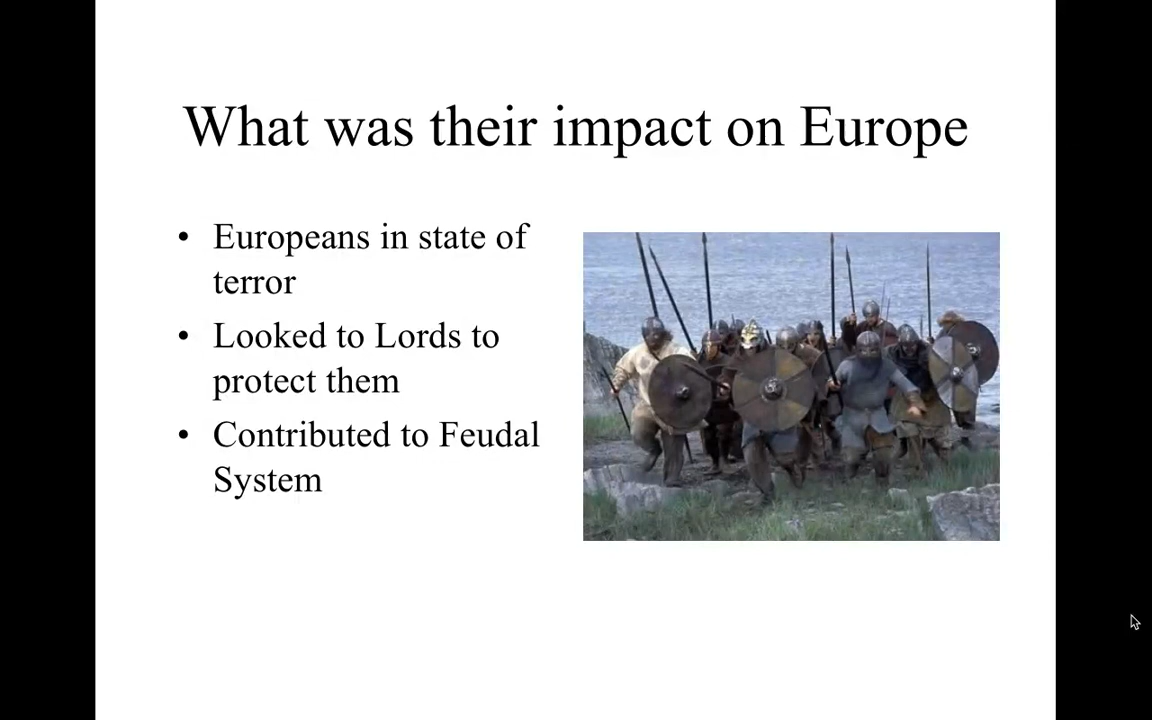 What was their impact on Europe
• Europeans in state of
terror
• Looked to Lords to
protect them
• Contributed to Feudal
System